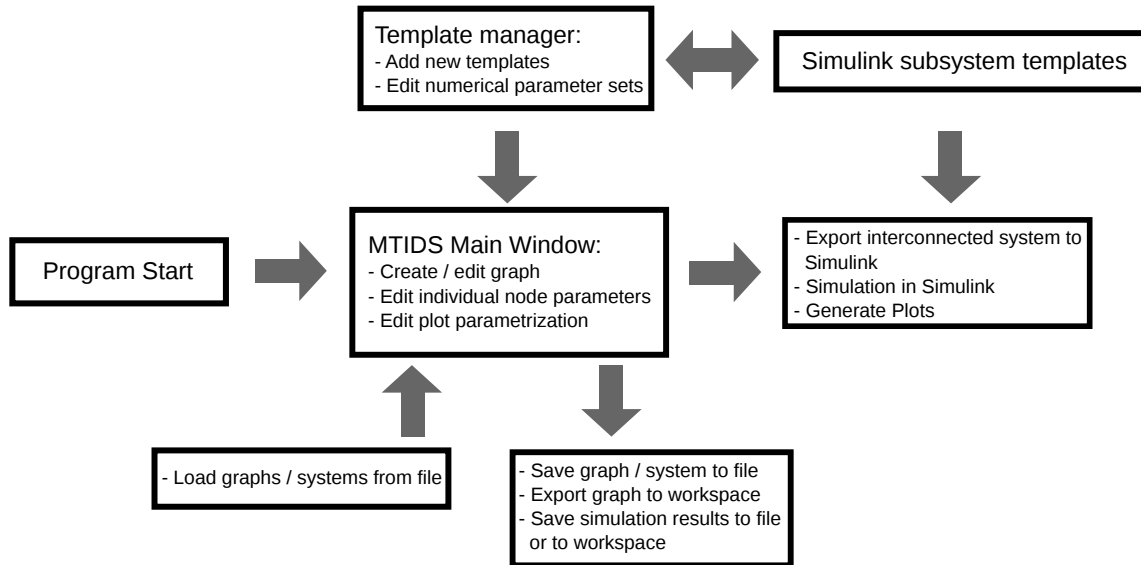 Template manager:
- Add new templates
- Edit numerical parameter sets
Simulink subsystem templates
Program Start
MTIDS Main Window:
- Create / edit graph
- Edit individual node parameters
- Edit plot parametrization
- Export interconnected system to
Simulink
- Simulation in Simulink
- Generate Plots
- Load graphs / systems from file
- Save graph / system to file
- Export graph to workspace
- Save simulation results to file
or to workspace